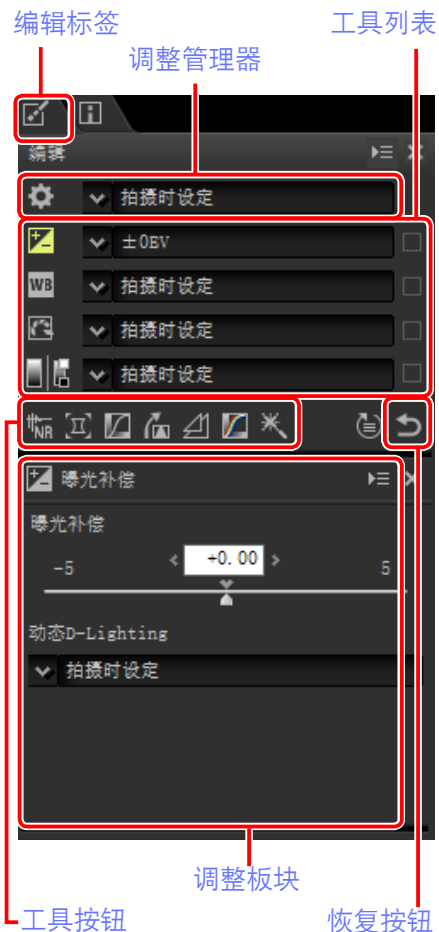 编辑标签
工具列表
调整管理器
编辑
拍摄时设定
±0EV
WB
拍摄时设定
拍摄时设定
拍摄时设定
NR
曝光补偿
曝光补偿
-5
+0.00
5
动态D-Lighting
拍摄时设定
调整板块
工具按钮
恢复按钮